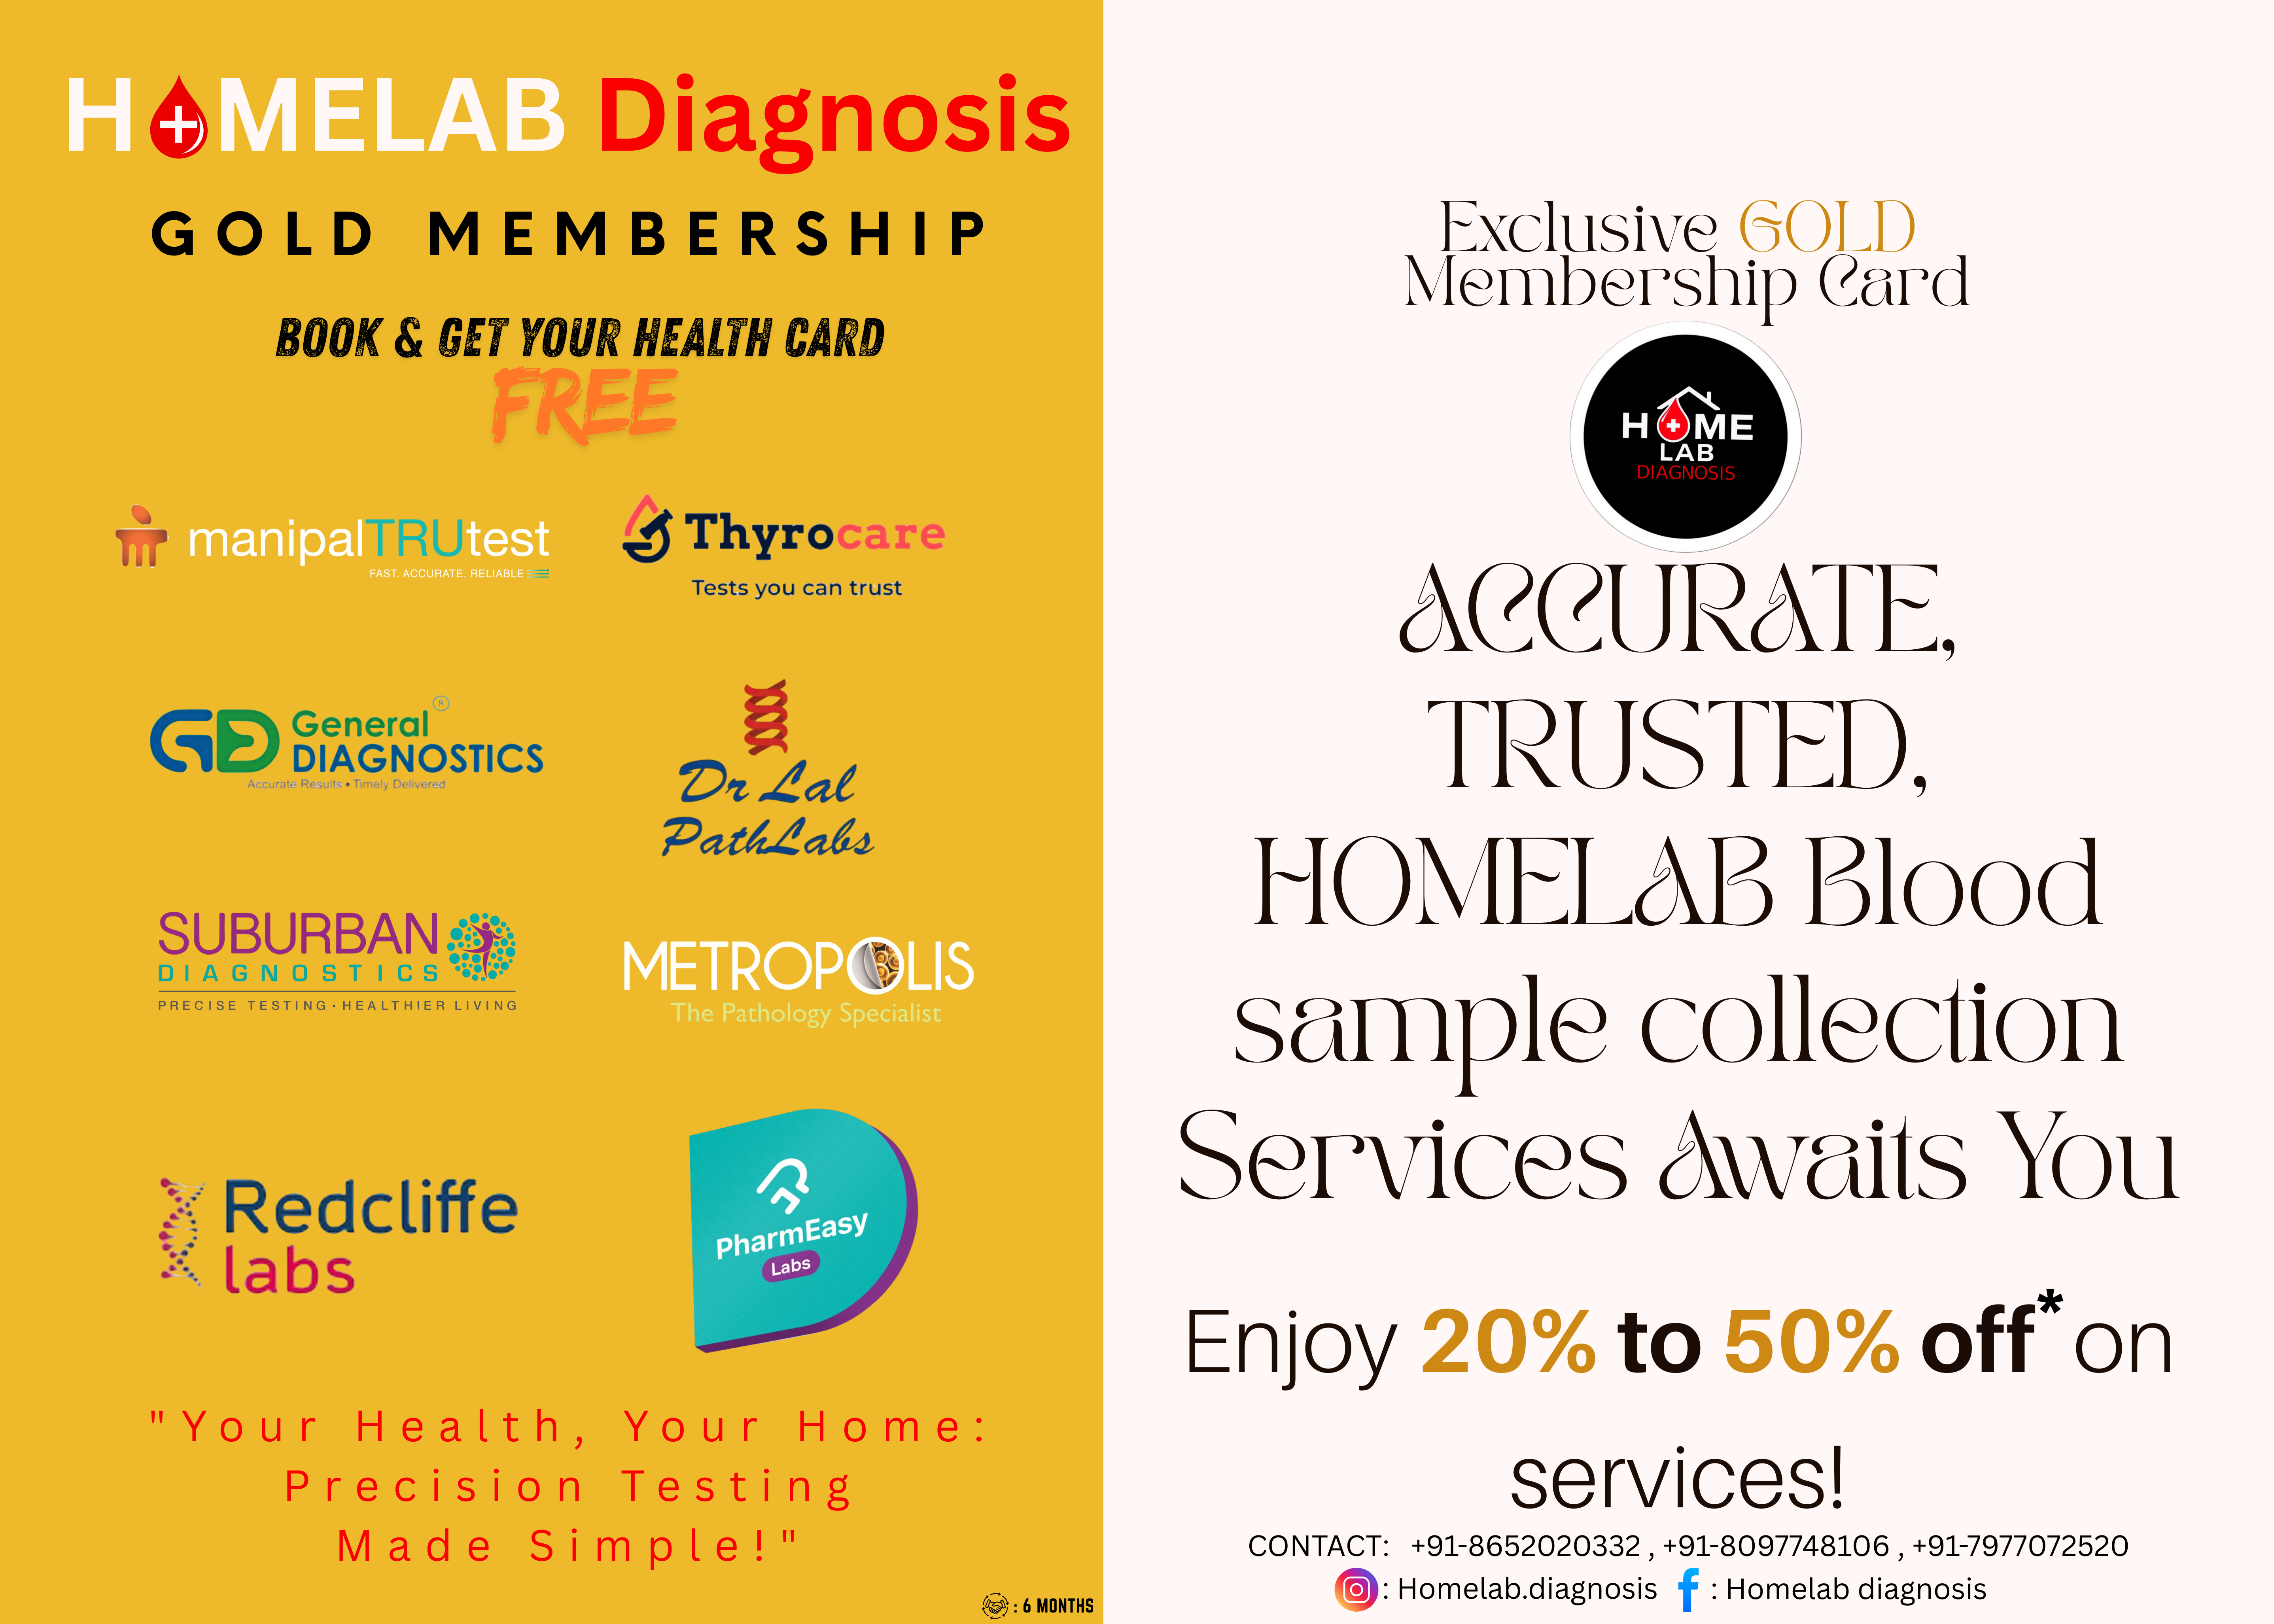 HOMELAB Diagnosis
GOLD MEMBERSHIP
BOOK & GET YOUR HEALTH CARD
FREE
manipalTRUtest
FAST. ACCURATE. RELIABLE
Thyrocare
Tests you can trust
GD General ®
DIAGNOSTICS
Accurate Results • Timely Delivered
Dr Lal
PathLabs
SUBURBAN
DIAGNOSTICS
PRECISE TESTING · HEALTHIER LIVING
METROPOLIS
The Pathology Specialist
Redcliffe
labs
PharmEasy
Labs
"Your Health, Your Home:
Precision Testing
Made Simple!"
: 6 MONTHS
Exclusive GOLD
Membership Card
HOME
LAB
DIAGNOSIS
ACCURATE,
TRUSTED,
HOMELAB Blood
sample collection
Services Awaits You
Enjoy 20% to 50% off* on
services!
CONTACT: +91-8652020332 , +91-8097748106 , +91-7977072520
: Homelab.diagnosis f : Homelab diagnosis